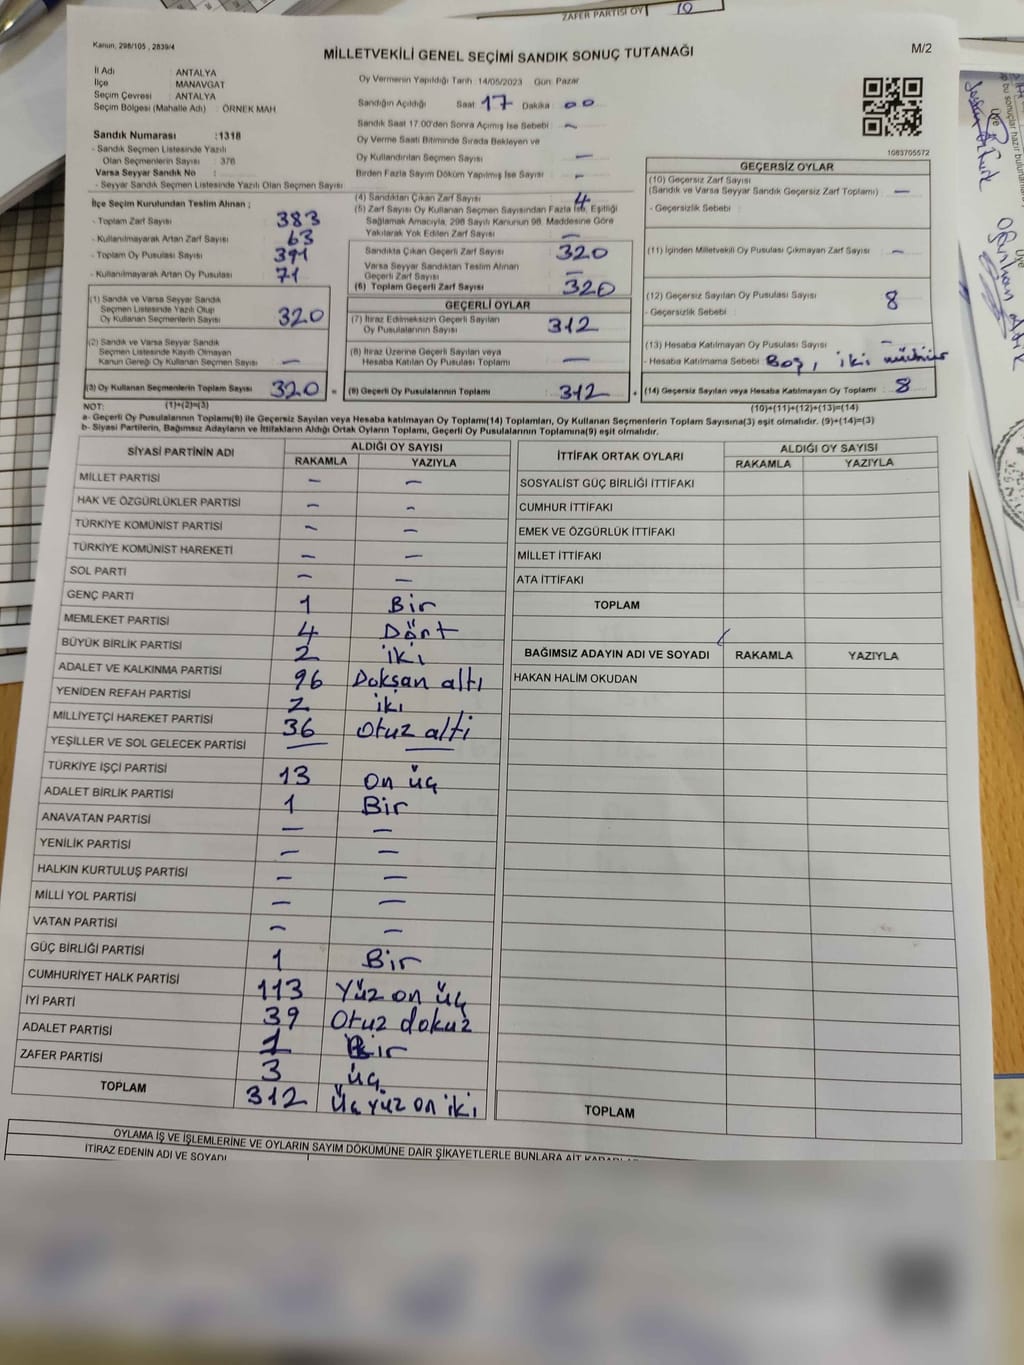 ZAFER PARTİSİ OY 10
Kanun, 298/105 , 2839/4
MİLLETVEKİLİ GENEL SEÇİMİ SANDIK SONUÇ TUTANAĞI
M/2
İl Adı : ANTALYA
İlçe : MANAVGAT
Seçim Çevresi : ANTALYA
Seçim Bölgesi (Mahalle Adı) : ÖRNEK MAH
Sandık Numarası :1318
- Sandık Seçmen Listesinde Yazılı
Olan Seçmenlerin Sayısı : 376
Varsa Seyyar Sandık No :
- Seyyar Sandık Seçmen Listesinde Yazılı Olan Seçmen Sayısı
İlçe Seçim Kurulundan Teslim Alınan ;
- Toplam Zarf Sayısı 383
- Kullanılmayarak Artan Zarf Sayısı 63
- Toplam Oy Pusulası Sayısı 391
- Kullanılmayarak Artan Oy Pusulası 71
(1) Sandık ve Varsa Seyyar Sandık
Seçmen Listesinde Yazılı Olup
Oy Kullanan Seçmenlerin Sayısı 320
(2) Sandık ve Varsa Seyyar Sandık
Seçmen Listesinde Kayıtlı Olmayan
Kanun Gereği Oy Kullanan Seçmen Sayısı —
(3) Oy Kullanan Seçmenlerin Toplam Sayısı 320 =
Oy Vermenin Yapıldığı Tarih 14/05/2023 Gün: Pazar
Sandığın Açıldığı Saat 17 Dakika 00
Sandık Saat 17.00'den Sonra Açımış İse Sebebi —
Oy Verme Saati Bitiminde Sırada Bekleyen ve
Oy Kullandırılan Seçmen Sayısı —
Birden Fazla Sayım Döküm Yapılmış İse Sayısı —
(4) Sandıktan Çıkan Zarf Sayısı 4
(5) Zarf Sayısı Oy Kullanan Seçmen Sayısından Fazla İse, Eşitliği
Sağlamak Amacıyla, 298 Sayılı Kanunun 98. Maddesine Göre
Yakılarak Yok Edilen Zarf Sayısı —
Sandıkta Çıkan Geçerli Zarf Sayısı 320
Varsa Seyyar Sandıktan Teslim Alınan
Geçerli Zarf Sayısı —
(6) Toplam Geçerli Zarf Sayısı 320
GEÇERLİ OYLAR
(7) İtiraz Edilmeksizin Geçerli Sayılan
Oy Pusulalarının Sayısı 312
(8) İtiraz Üzerine Geçerli Sayılan veya
Hesaba Katılan Oy Pusulası Toplamı —
(9) Geçerli Oy Pusulalarının Toplamı 312 +
1083705572
GEÇERSİZ OYLAR
(10) Geçersiz Zarf Sayısı
(Sandık ve Varsa Seyyar Sandık Geçersiz Zarf Toplamı) —
- Geçersizlik Sebebi :
(11) İçinden Milletvekili Oy Pusulası Çıkmayan Zarf Sayısı —
(12) Geçersiz Sayılan Oy Pusulası Sayısı 8
- Geçersizlik Sebebi :
(13) Hesaba Katılmayan Oy Pusulası Sayısı —
- Hesaba Katılmama Sebebi Boş, iki mühür
(14) Geçersiz Sayılan veya Hesaba Katılmayan Oy Toplamı 8
NOT: (1)+(2)=(3) (10)+(11)+(12)+(13)=(14)
a- Geçerli Oy Pusulalarının Toplamı(9) ile Geçersiz Sayılan veya Hesaba katılmayan Oy Toplamı(14) Toplamları, Oy Kullanan Seçmenlerin Toplam Sayısına(3) eşit olmalıdır. (9)+(14)=(3)
b- Siyasi Partilerin, Bağımsız Adayların ve İttifakların Aldığı Ortak Oyların Toplamı, Geçerli Oy Pusulalarının Toplamına(9) eşit olmalıdır.
SİYASİ PARTİNİN ADI ALDIĞI OY SAYISI
RAKAMLA YAZIYLA
MİLLET PARTİSİ — —
HAK VE ÖZGÜRLÜKLER PARTİSİ — —
TÜRKİYE KOMÜNİST PARTİSİ — —
TÜRKİYE KOMÜNİST HAREKETİ — —
SOL PARTİ — —
GENÇ PARTİ 1 Bir
MEMLEKET PARTİSİ 4 Dört
BÜYÜK BİRLİK PARTİSİ 2 iki
ADALET VE KALKINMA PARTİSİ 96 Doksan altı
YENİDEN REFAH PARTİSİ 2 iki
MİLLİYETÇİ HAREKET PARTİSİ 36 Otuz alti
YEŞİLLER VE SOL GELECEK PARTİSİ — —
TÜRKİYE İŞÇİ PARTİSİ 13 On üç
ADALET BİRLİK PARTİSİ 1 Bir
ANAVATAN PARTİSİ — —
YENİLİK PARTİSİ — —
HALKIN KURTULUŞ PARTİSİ — —
MİLLİ YOL PARTİSİ — —
VATAN PARTİSİ — —
GÜÇ BİRLİĞİ PARTİSİ 1 Bir
CUMHURİYET HALK PARTİSİ 113 Yüz on üç
İYİ PARTİ 39 Otuz dokuz
ADALET PARTİSİ 1 Bir
ZAFER PARTİSİ 3 üç
TOPLAM 312 Üç yüz on iki
İTTİFAK ORTAK OYLARI ALDIĞI OY SAYISI
RAKAMLA YAZIYLA
SOSYALİST GÜÇ BİRLİĞİ İTTİFAKI
CUMHUR İTTİFAKI
EMEK VE ÖZGÜRLÜK İTTİFAKI
MİLLET İTTİFAKI
ATA İTTİFAKI
TOPLAM
BAĞIMSIZ ADAYIN ADI VE SOYADI RAKAMLA YAZIYLA
HAKAN HALİM OKUDAN
TOPLAM
OYLAMA İŞ VE İŞLEMLERİNE VE OYLARIN SAYIM DÖKÜMÜNE DAİR ŞİKAYETLERLE BUNLARA AİT
İTİRAZ EDENİN ADI VE SOYADI
Üye
Üye